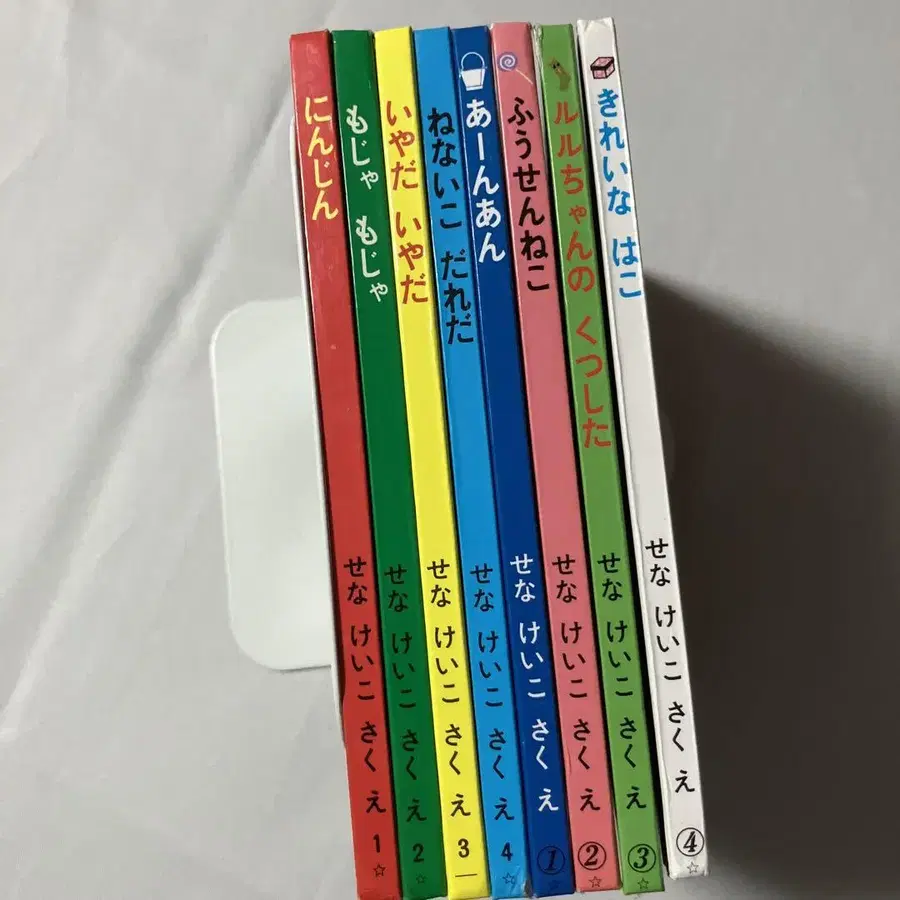 にんじん せな けいこ さく え 1 ☆
もじゃ もじゃ せな けいこ さく え 2 ☆
いやだ いやだ せな けいこ さく え 3
ねないこ だれだ せな けいこ さく え 4 ☆
あーんあん せな けいこ さく え ① ☆
ふうせんねこ せな けいこ さく え ② ☆
ルルちゃんの くつした せな けいこ さく え ③ ☆
きれいな はこ せな けいこ さく え ④ ☆